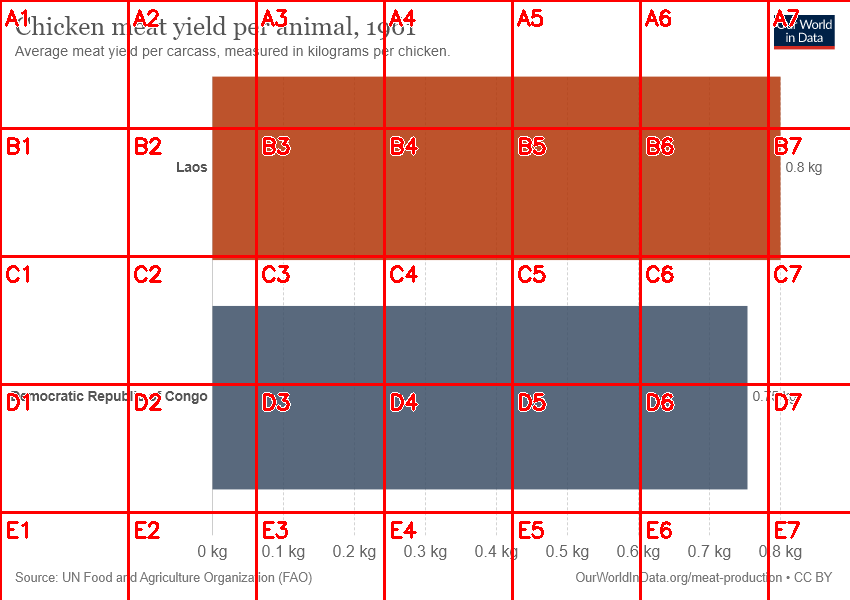 Chicken meat yield per animal, 1961
Average meat yield per carcass, measured in kilograms per chicken.
Our World
in Data
A1 A2 A3 A4 A5 A6 A7
B1 B2 B3 B4 B5 B6 B7
Laos
0.8 kg
C1 C2 C3 C4 C5 C6 C7
Democratic Republic of Congo
0.75 kg
D1 D2 D3 D4 D5 D6 D7
E1 E2 E3 E4 E5 E6 E7
0 kg 0.1 kg 0.2 kg 0.3 kg 0.4 kg 0.5 kg 0.6 kg 0.7 kg 0.8 kg
Source: UN Food and Agriculture Organization (FAO)
OurWorldInData.org/meat-production • CC BY